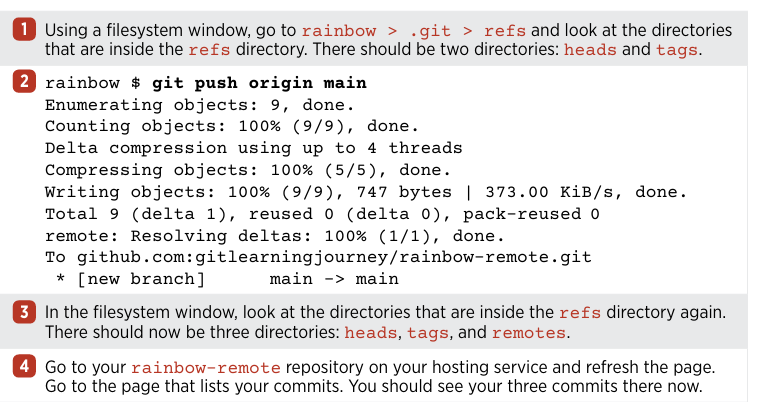 1 Using a filesystem window, go to rainbow > .git > refs and look at the directories
that are inside the refs directory. There should be two directories: heads and tags.
2 rainbow $ git push origin main
Enumerating objects: 9, done.
Counting objects: 100% (9/9), done.
Delta compression using up to 4 threads
Compressing objects: 100% (5/5), done.
Writing objects: 100% (9/9), 747 bytes | 373.00 KiB/s, done.
Total 9 (delta 1), reused 0 (delta 0), pack-reused 0
remote: Resolving deltas: 100% (1/1), done.
To github.com:gitlearningjourney/rainbow-remote.git
 * [new branch]      main -> main
3 In the filesystem window, look at the directories that are inside the refs directory again.
There should now be three directories: heads, tags, and remotes.
4 Go to your rainbow-remote repository on your hosting service and refresh the page.
Go to the page that lists your commits. You should see your three commits there now.